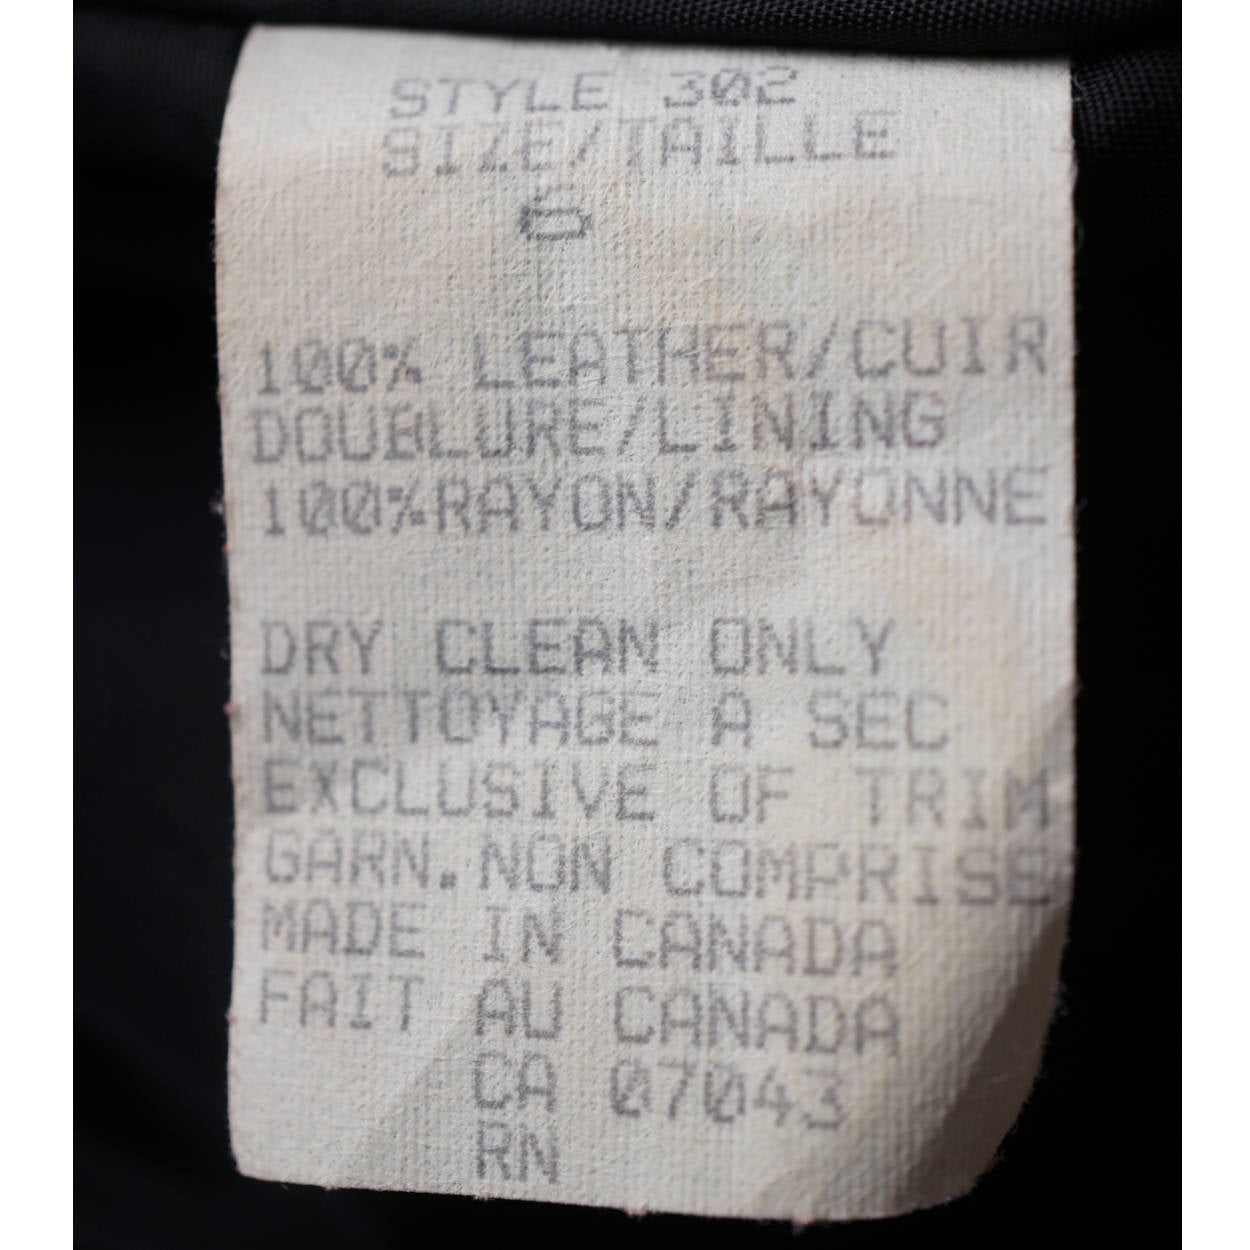 STYLE 302
SIZE/TAILLE
6
100% LEATHER/CUIR
DOUBLURE/LINING
100%RAYON/RAYONNE
DRY CLEAN ONLY
NETTOYAGE A SEC
EXCLUSIVE OF TRIM
GARN.NON COMPRISE
MADE IN CANADA
FAIT AU CANADA
CA 07043
RN